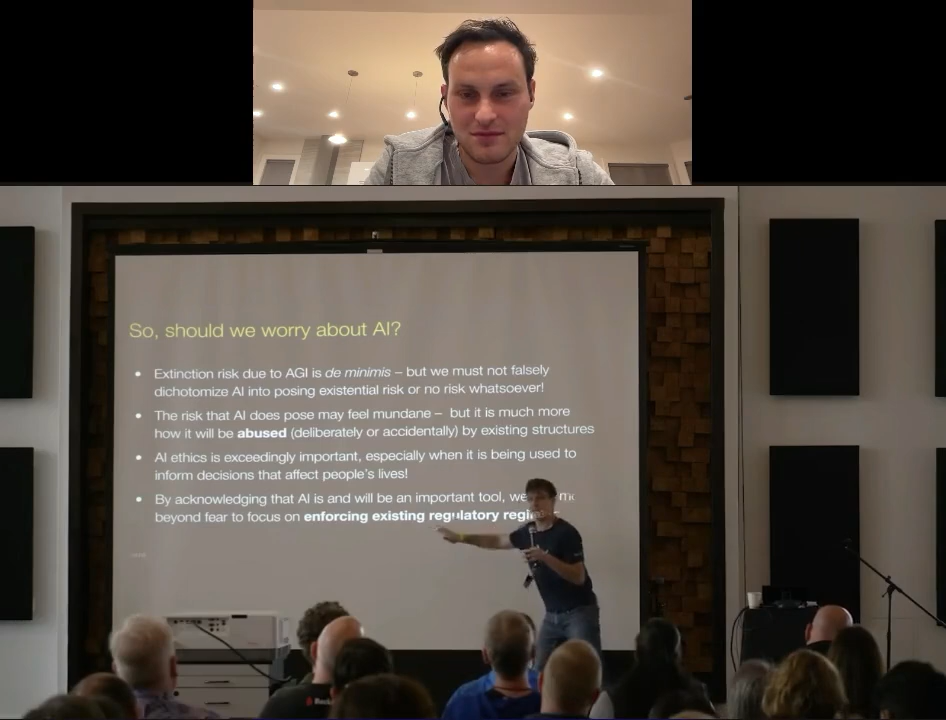 So, should we worry about AI?
• Extinction risk due to AGI is de minimis – but we must not falsely
dichotomize AI into posing existential risk or no risk whatsoever!
• The risk that AI does pose may feel mundane – but it is much more
how it will be abused (deliberately or accidentally) by existing structures
• AI ethics is exceedingly important, especially when it is being used to
inform decisions that affect people's lives!
• By acknowledging that AI is and will be an important tool, we
beyond fear to focus on enforcing existing regulatory